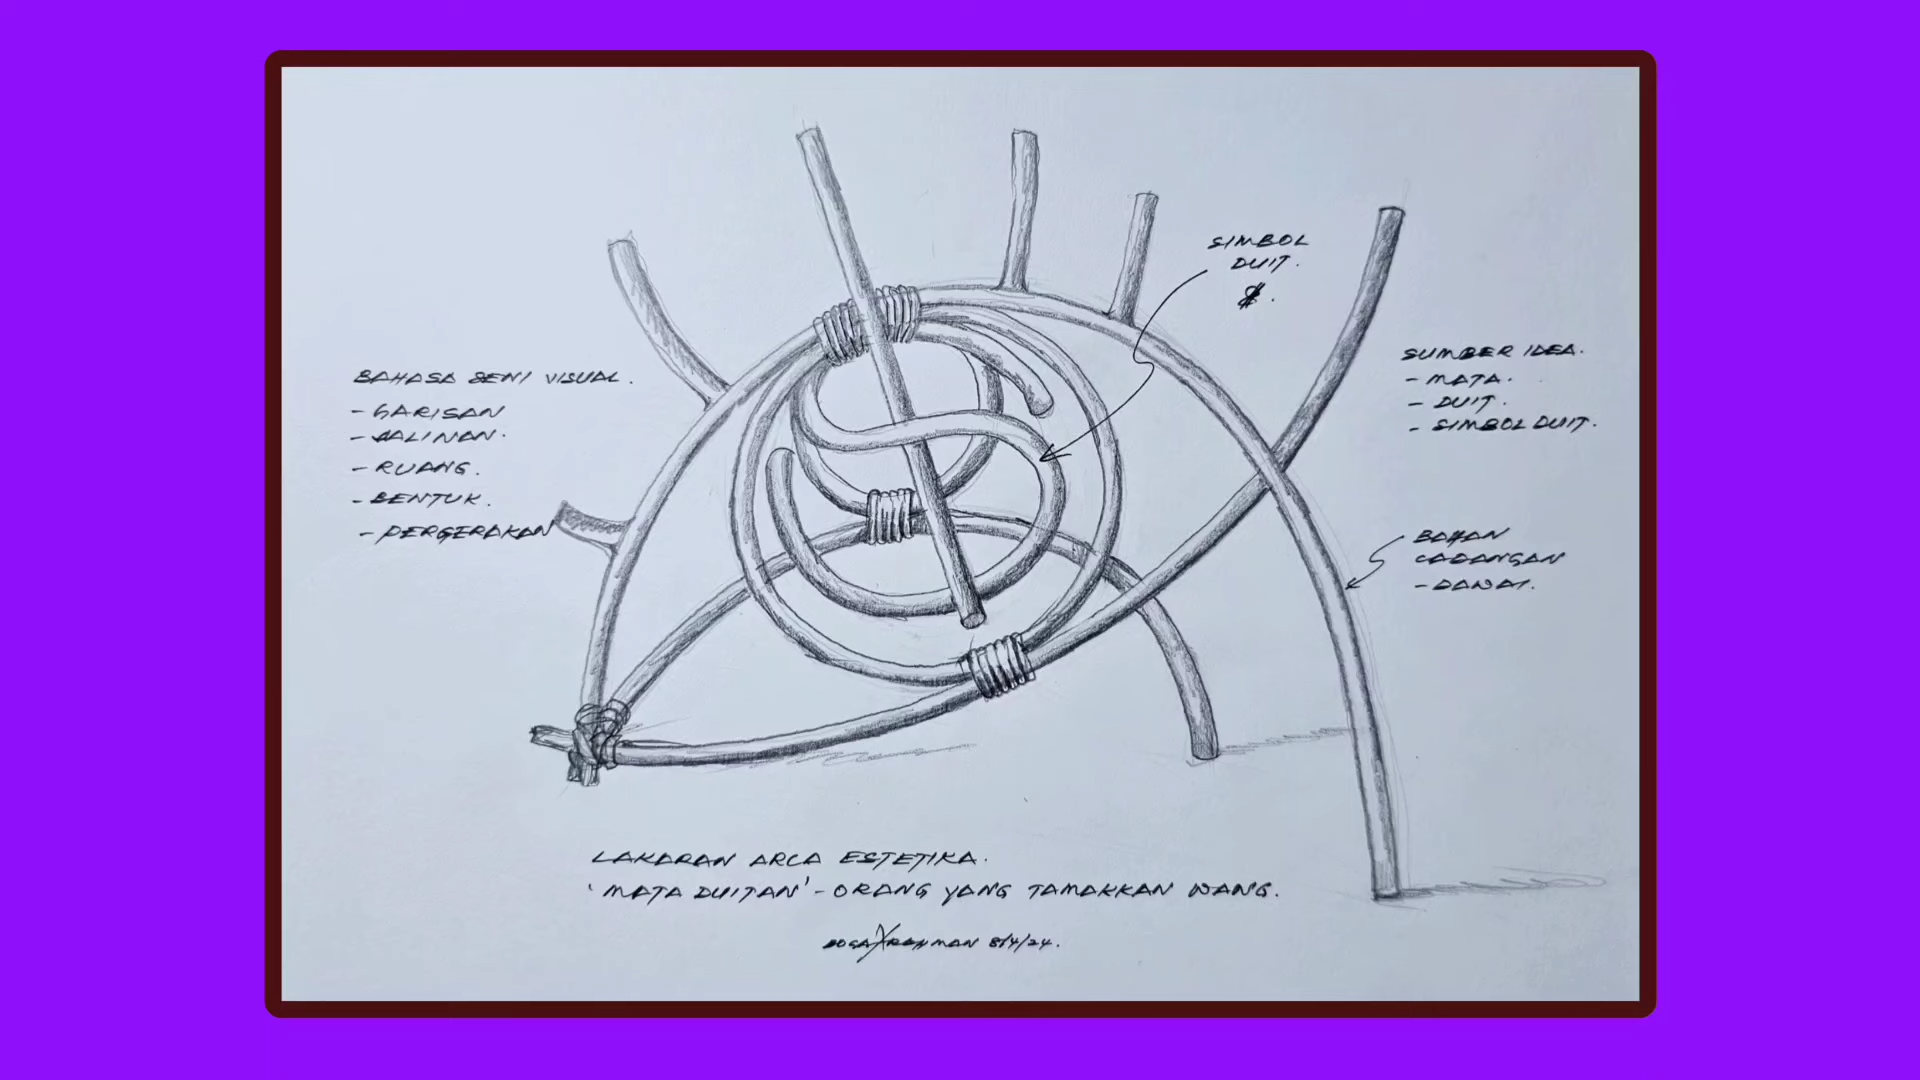 BAHASA SENI VISUAL.
- GARISAN
- JALINAN.
- RUANG.
- BENTUK.
- PERGERAKAN
SIMBOL
DUIT.
$.
SUMBER IDEA.
- MATA.
- DUIT.
- SIMBOL DUIT.
BAHAN
CADANGAN
- DAWAI.
LAKARAN ARCA ESTETIKA.
'MATA DUITAN' - ORANG YANG TAMAKKAN WANG.
RAHMAN 8/4/24.